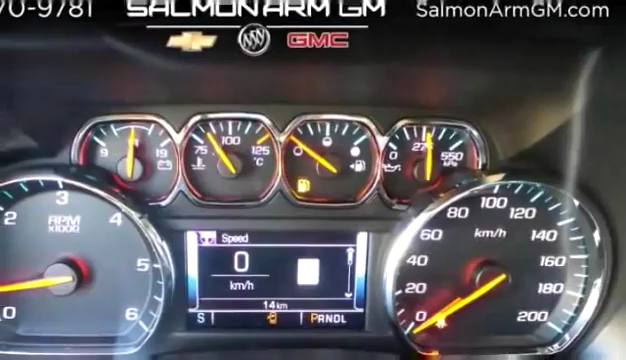 70-9781 SALMON ARM GM SalmonArmGM.com
GMC
9 19
75 100 125
°C
0 550
kPa
RPM
x1000
0 2 3 4 5 6
Speed
0
km/h
14 km
S PRNDL
km/h
0 20 40 60 80 100 120 140 160 180 200